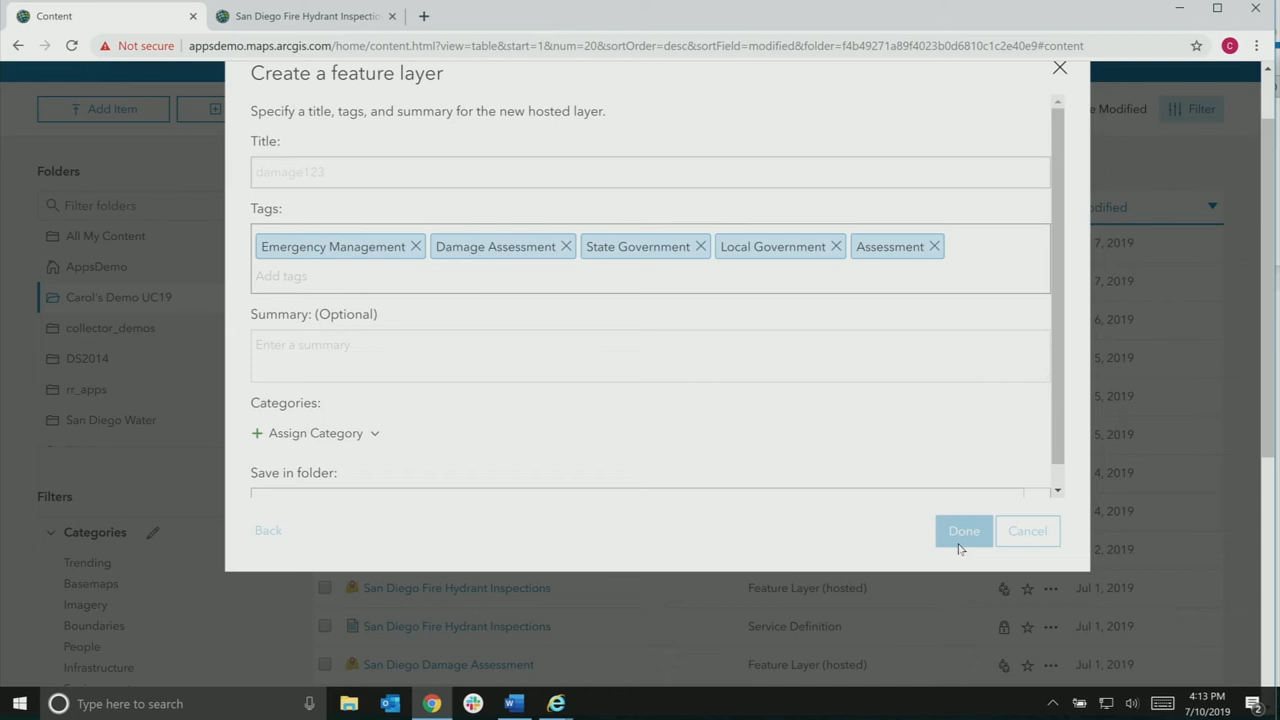 Content
San Diego Fire Hydrant Inspection
Not secure
appsdemo.maps.arcgis.com/home/content.html?view=table&start=1&num=20&sortOrder=desc&sortField=modified&folder=f4b49271a89f4023b0d6810c1c2e40e9#content
C
Create a feature layer
Add Item
e Modified
Filter
Specify a title, tags, and summary for the new hosted layer.
Title:
damage123
Folders
Filter folders
All My Content
AppsDemo
Carol's Demo UC19
collector_demos
DS2014
rr_apps
San Diego Water
Tags:
Emergency Management
Damage Assessment
State Government
Local Government
Assessment
Add tags
Summary: (Optional)
Enter a summary
Categories:
Assign Category
Save in folder:
Back
Done
Cancel
odified
7, 2019
7, 2019
6, 2019
5, 2019
5, 2019
5, 2019
4, 2019
4, 2019
2, 2019
Filters
Categories
Trending
Basemaps
Imagery
Boundaries
People
Infrastructure
San Diego Fire Hydrant Inspections Feature Layer (hosted) Jul 1, 2019
San Diego Fire Hydrant Inspections Service Definition Jul 1, 2019
San Diego Damage Assessment Feature Layer (hosted) Jul 1, 2019
Type here to search
4:13 PM
7/10/2019
2